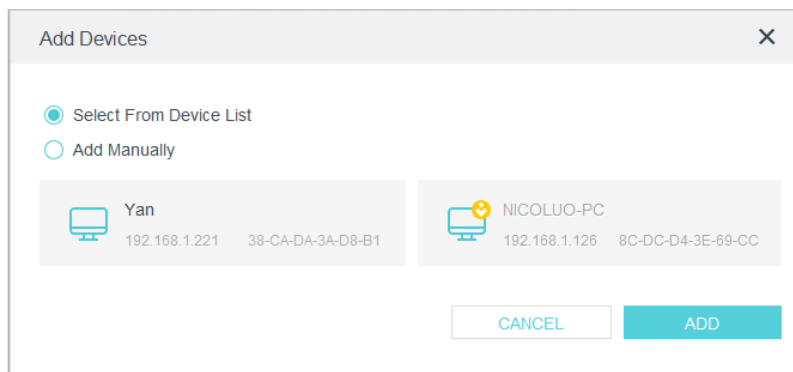 Add Devices
Select From Device List
Add Manually
Yan
192.168.1.221 38-CA-DA-3A-D8-B1
NICOLUO-PC
192.168.1.126 8C-DC-D4-3E-69-CC
CANCEL ADD